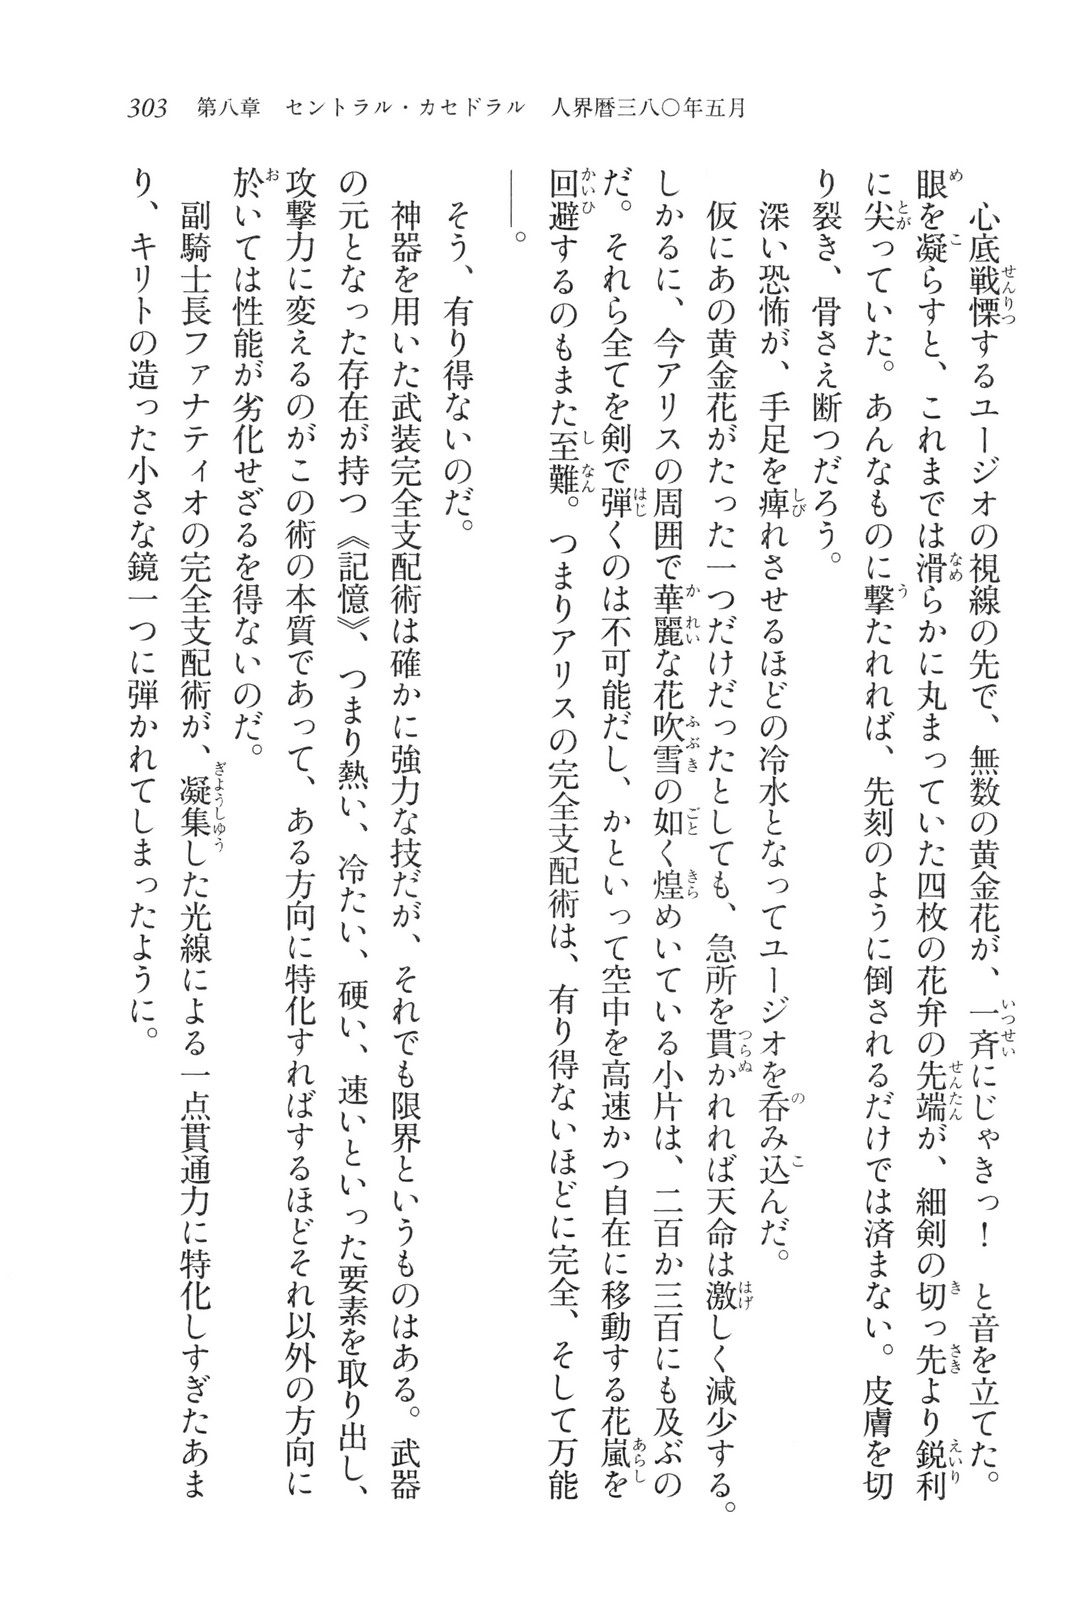 303　第八章　セントラル・カセドラル　人界暦三八〇年五月
　心底戦慄するユージオの視線の先で、無数の黄金花が、一斉にじゃきっ！　と音を立てた。
眼を凝らすと、これまでは滑らかに丸まっていた四枚の花弁の先端が、細剣の切っ先より鋭利
に尖っていた。あんなものに撃たれれば、先刻のように倒されるだけでは済まない。皮膚を切
り裂き、骨さえ断つだろう。
　深い恐怖が、手足を痺れさせるほどの冷水となってユージオを呑み込んだ。
　仮にあの黄金花がたった一つだけだったとしても、急所を貫かれれば天命は激しく減少する。
しかるに、今アリスの周囲で華麗な花吹雪の如く煌めいている小片は、二百か三百にも及ぶの
だ。それら全てを剣で弾くのは不可能だし、かといって空中を高速かつ自在に移動する花嵐を
回避するのもまた至難。つまりアリスの完全支配術は、有り得ないほどに完全、そして万能
――。
　そう、有り得ないのだ。
　神器を用いた武装完全支配術は確かに強力な技だが、それでも限界というものはある。武器
の元となった存在が持つ《記憶》、つまり熱い、冷たい、硬い、速いといった要素を取り出し、
攻撃力に変えるのがこの術の本質であって、ある方向に特化すればするほどそれ以外の方向に
於いては性能が劣化せざるを得ないのだ。
　副騎士長ファナティオの完全支配術が、凝集した光線による一点貫通力に特化しすぎたあま
り、キリトの造った小さな鏡一つに弾かれてしまったように。